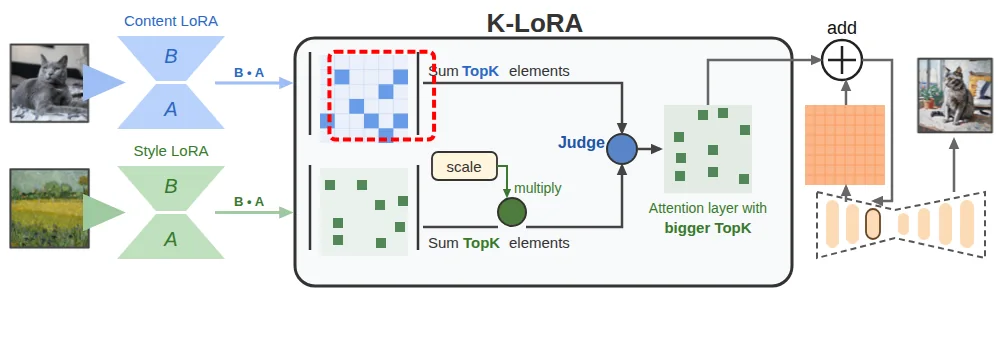 K-LoRA
Content LoRA
B
A
B • A
Sum TopK elements
Judge
scale
multiply
Style LoRA
B
A
B • A
Sum TopK elements
Attention layer with
bigger TopK
add